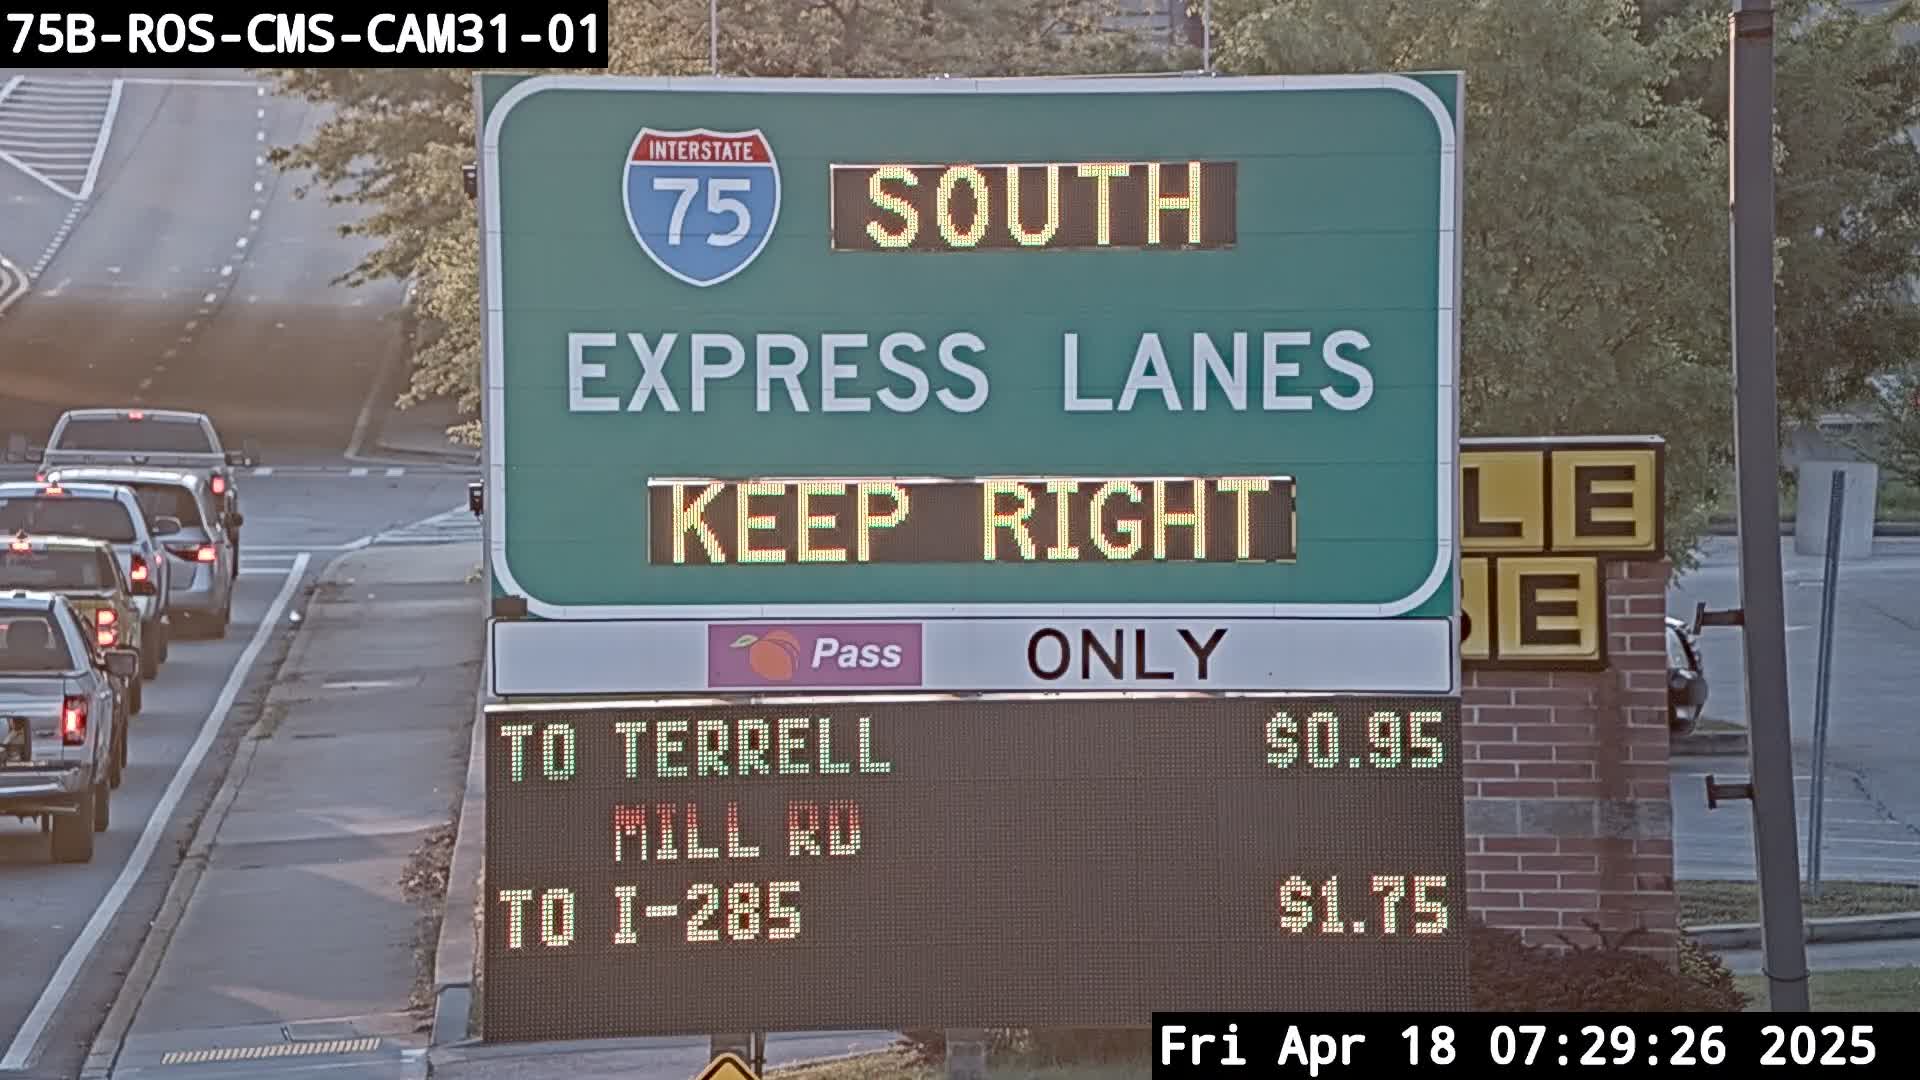 75B-ROS-CMS-CAM31-01
INTERSTATE
75
SOUTH
EXPRESS LANES
KEEP RIGHT
Pass ONLY
TO TERRELL $0.95
MILL RD
TO I-285 $1.75
LE
E
Fri Apr 18 07:29:26 2025